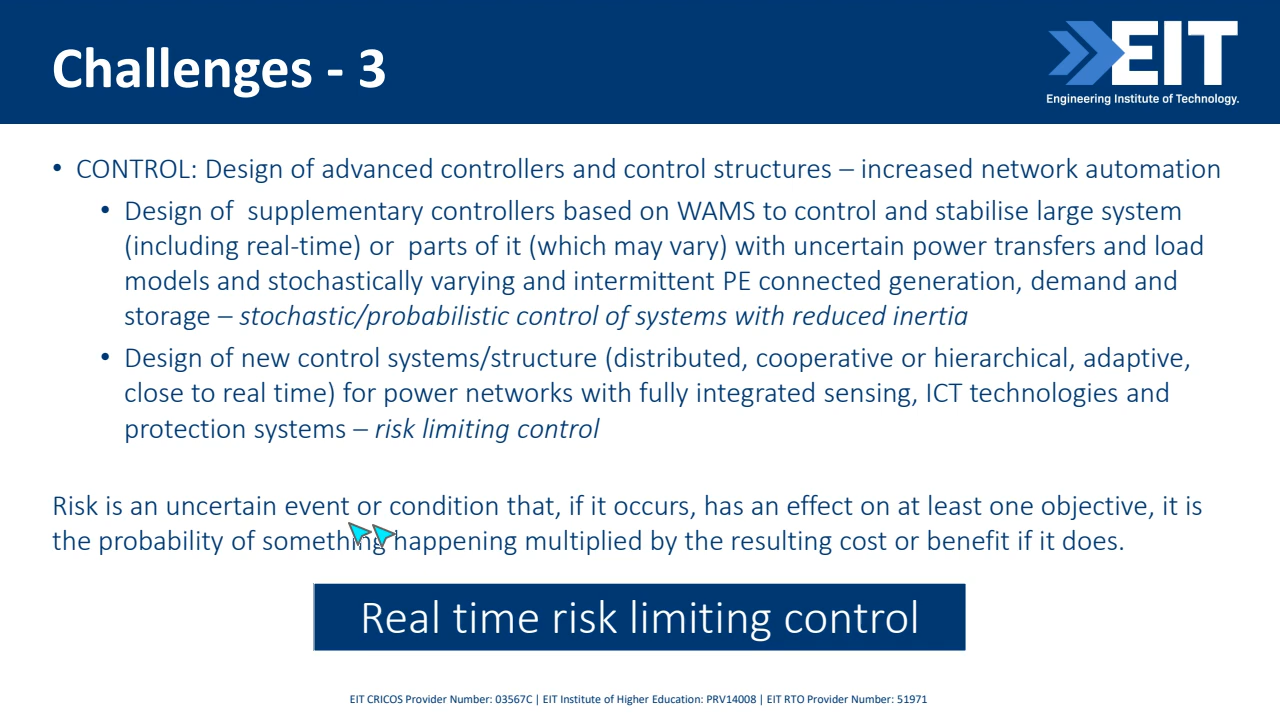 Challenges - 3
EIT
Engineering Institute of Technology.
• CONTROL: Design of advanced controllers and control structures – increased network automation
• Design of  supplementary controllers based on WAMS to control and stabilise large system
(including real-time) or  parts of it (which may vary) with uncertain power transfers and load
models and stochastically varying and intermittent PE connected generation, demand and
storage – stochastic/probabilistic control of systems with reduced inertia
• Design of new control systems/structure (distributed, cooperative or hierarchical, adaptive,
close to real time) for power networks with fully integrated sensing, ICT technologies and
protection systems – risk limiting control
Risk is an uncertain event or condition that, if it occurs, has an effect on at least one objective, it is
the probability of something happening multiplied by the resulting cost or benefit if it does.
Real time risk limiting control
EIT CRICOS Provider Number: 03567C | EIT Institute of Higher Education: PRV14008 | EIT RTO Provider Number: 51971